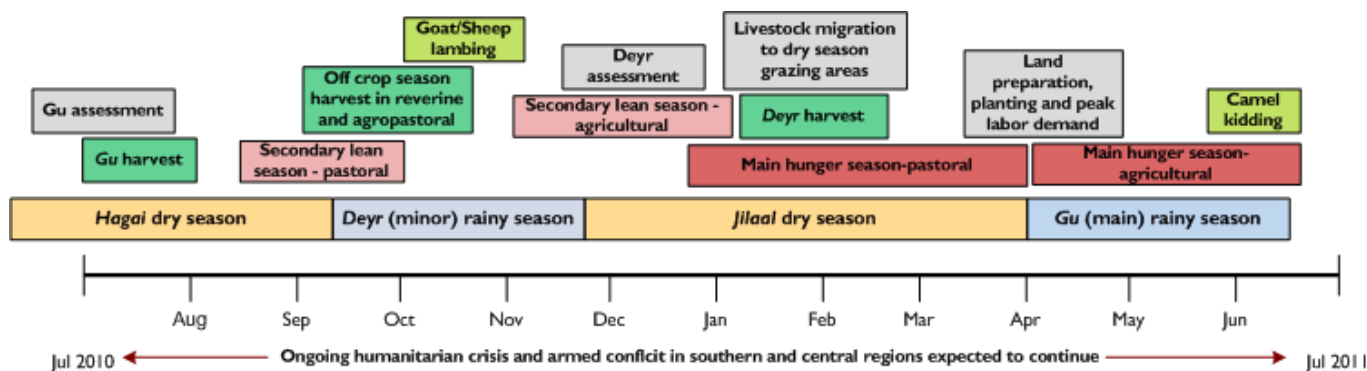 Goat/Sheep
lambing
Livestock migration
to dry season
grazing areas
Deyr
assessment
Land
preparation,
planting and peak
labor demand
Off crop season
harvest in reverine
and agropastoral
Gu assessment
Secondary lean season -
agricultural
Deyr harvest
Camel
kidding
Gu harvest
Secondary lean
season - pastoral
Main hunger season-pastoral
Main hunger season-
agricultural
Hagai dry season
Deyr (minor) rainy season
Jilaal dry season
Gu (main) rainy season
Aug
Sep
Oct
Nov
Dec
Jan
Feb
Mar
Apr
May
Jun
Jul 2010
Ongoing humanitarian crisis and armed conflcit in southern and central regions expected to continue
Jul 2011